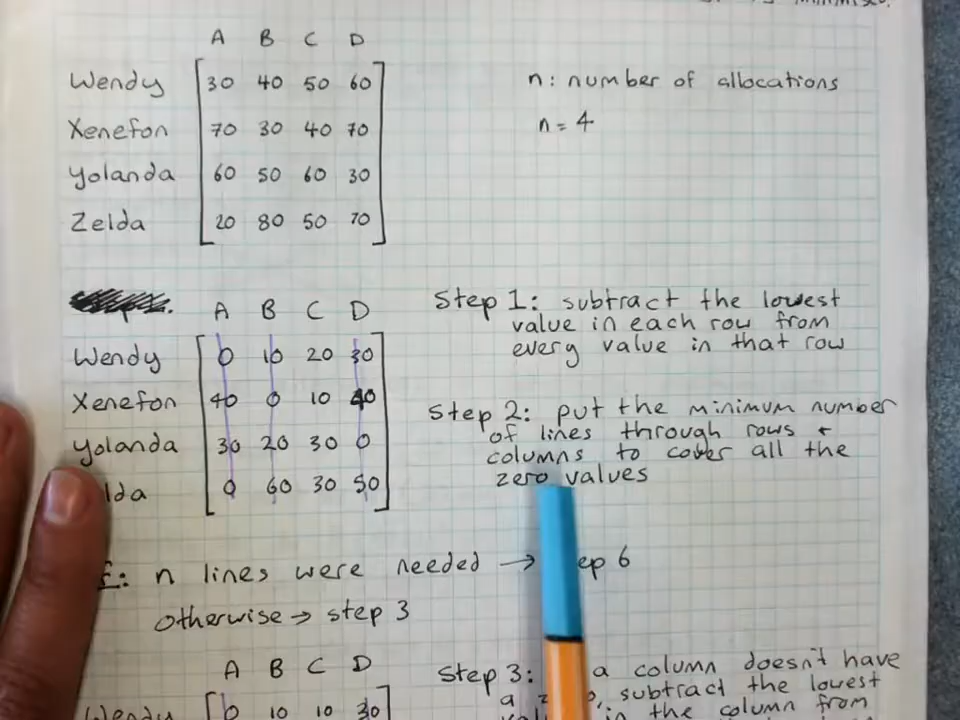 A B C D
Wendy 30 40 50 60
Xenefon 70 30 40 70
Yolanda 60 50 60 30
Zelda 20 80 50 70
n: number of allocations
n = 4
A B C D
Wendy 0 10 20 30
Xenefon 40 0 10 40
Yolanda 30 20 30 0
lda 0 60 30 50
Step 1: subtract the lowest
value in each row from
every value in that row
Step 2: put the minimum number
of lines through rows +
columns to cover all the
zero values
n lines were needed → ep 6
otherwise → step 3
A B C D
Wendy 0 10 10 30
Step 3: a column doesn't have
a subtract the lowest
in the column from